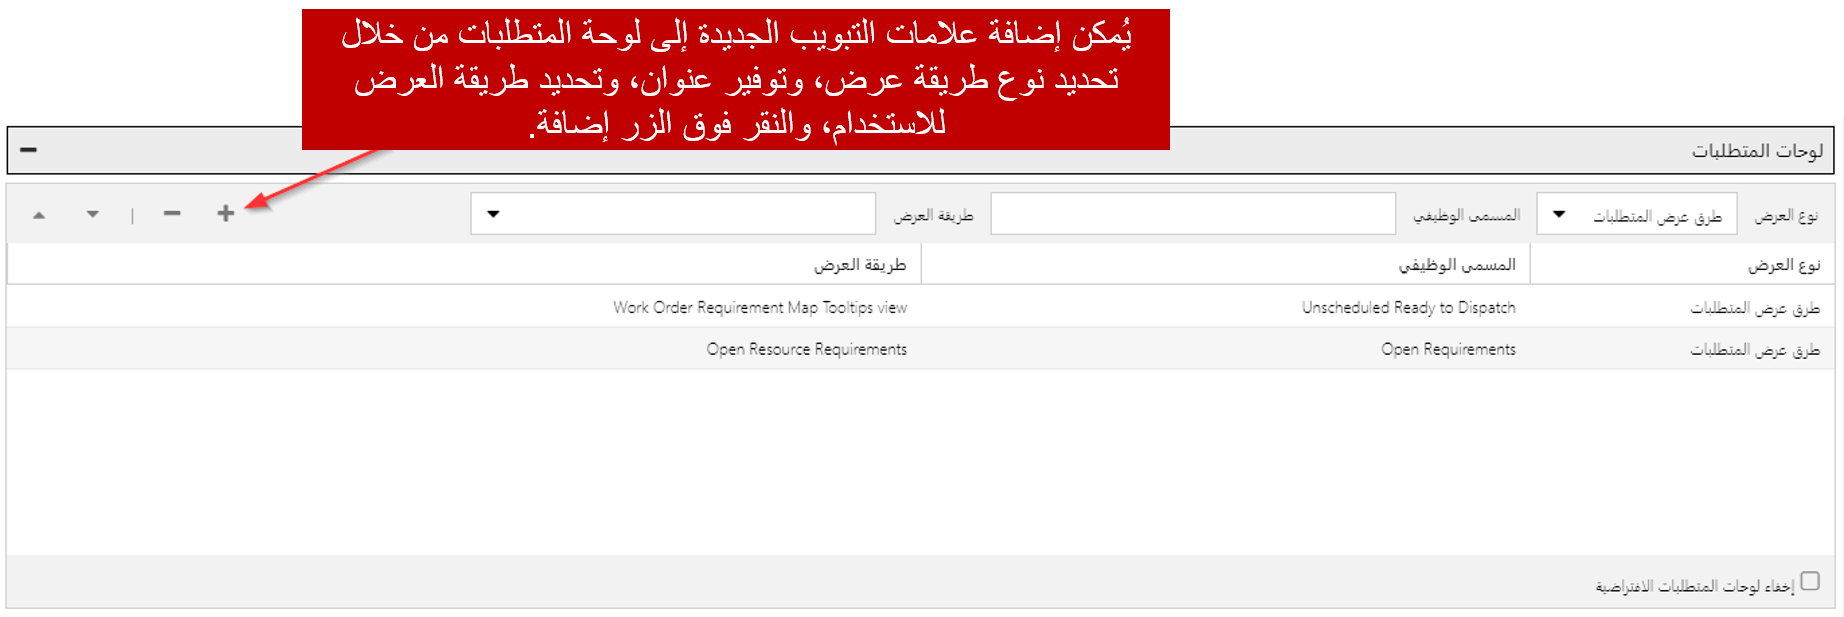 يُمكن إضافة علامات التبويب الجديدة إلى لوحة المتطلبات من خلال
تحديد نوع طريقة عرض، وتوفير عنوان، وتحديد طريقة العرض
للاستخدام، والنقر فوق الزر إضافة.
لوحات المتطلبات
نوع العرض طرق عرض المتطلبات المسمى الوظيفي طريقة العرض
نوع العرض المسمى الوظيفي طريقة العرض
طرق عرض المتطلبات Unscheduled Ready to Dispatch Work Order Requirement Map Tooltips view
طرق عرض المتطلبات Open Requirements Open Resource Requirements
إخفاء لوحات المتطلبات الافتراضية